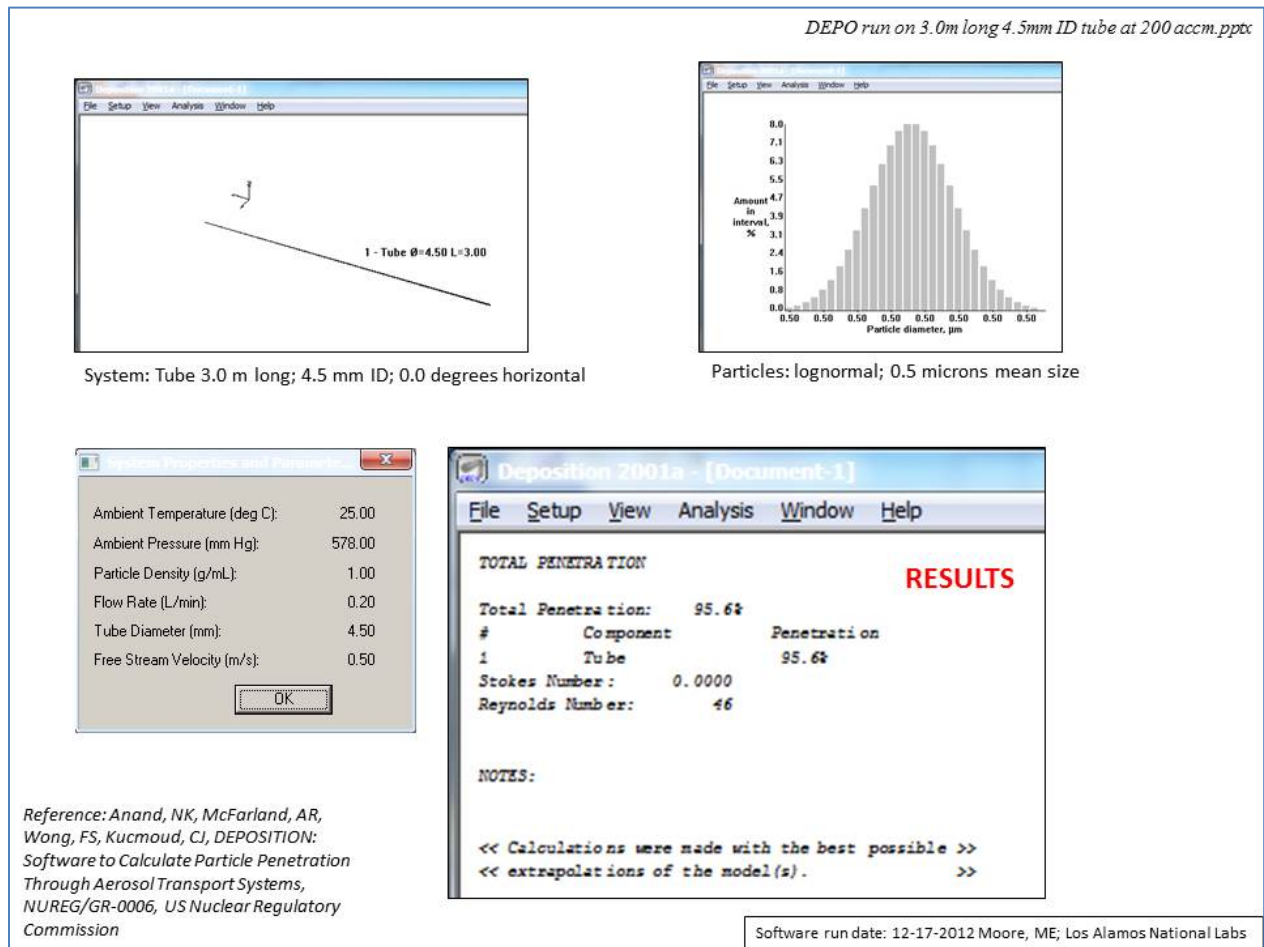 DEPO run on 3.0m long 4.5mm ID tube at 200 accm.pptx
Deposition 2001a - [Document-1]
File Setup View Analysis Window Help
1 - Tube Ø=4.50 L=3.00
System: Tube 3.0 m long; 4.5 mm ID; 0.0 degrees horizontal
File Setup View Analysis Window Help
8.0
7.1
6.3
5.5
4.7
3.9
3.1
2.4
1.6
0.8
0.0
Amount
in
interval,
%
0.50 0.50 0.50 0.50 0.50 0.50 0.50 0.50
Particle diameter, µm
Particles: lognormal; 0.5 microns mean size
System Properties and
Ambient Temperature (deg C): 25.00
Ambient Pressure (mm Hg): 578.00
Particle Density (g/mL): 1.00
Flow Rate (L/min): 0.20
Tube Diameter (mm): 4.50
Free Stream Velocity (m/s): 0.50
OK
Deposition 2001a - [Document-1]
File Setup View Analysis Window Help
TOTAL PENETRATION
RESULTS
Total Penetration: 95.6%
# Component Penetration
1 Tube 95.6%
Stokes Number: 0.0000
Reynolds Number: 46
NOTES:
<< Calculations were made with the best possible >>
<< extrapolations of the model(s). >>
Reference: Anand, NK, McFarland, AR,
Wong, FS, Kucmoud, CJ, DEPOSITION:
Software to Calculate Particle Penetration
Through Aerosol Transport Systems,
NUREG/GR-0006, US Nuclear Regulatory
Commission
Software run date: 12-17-2012 Moore, ME; Los Alamos National Labs